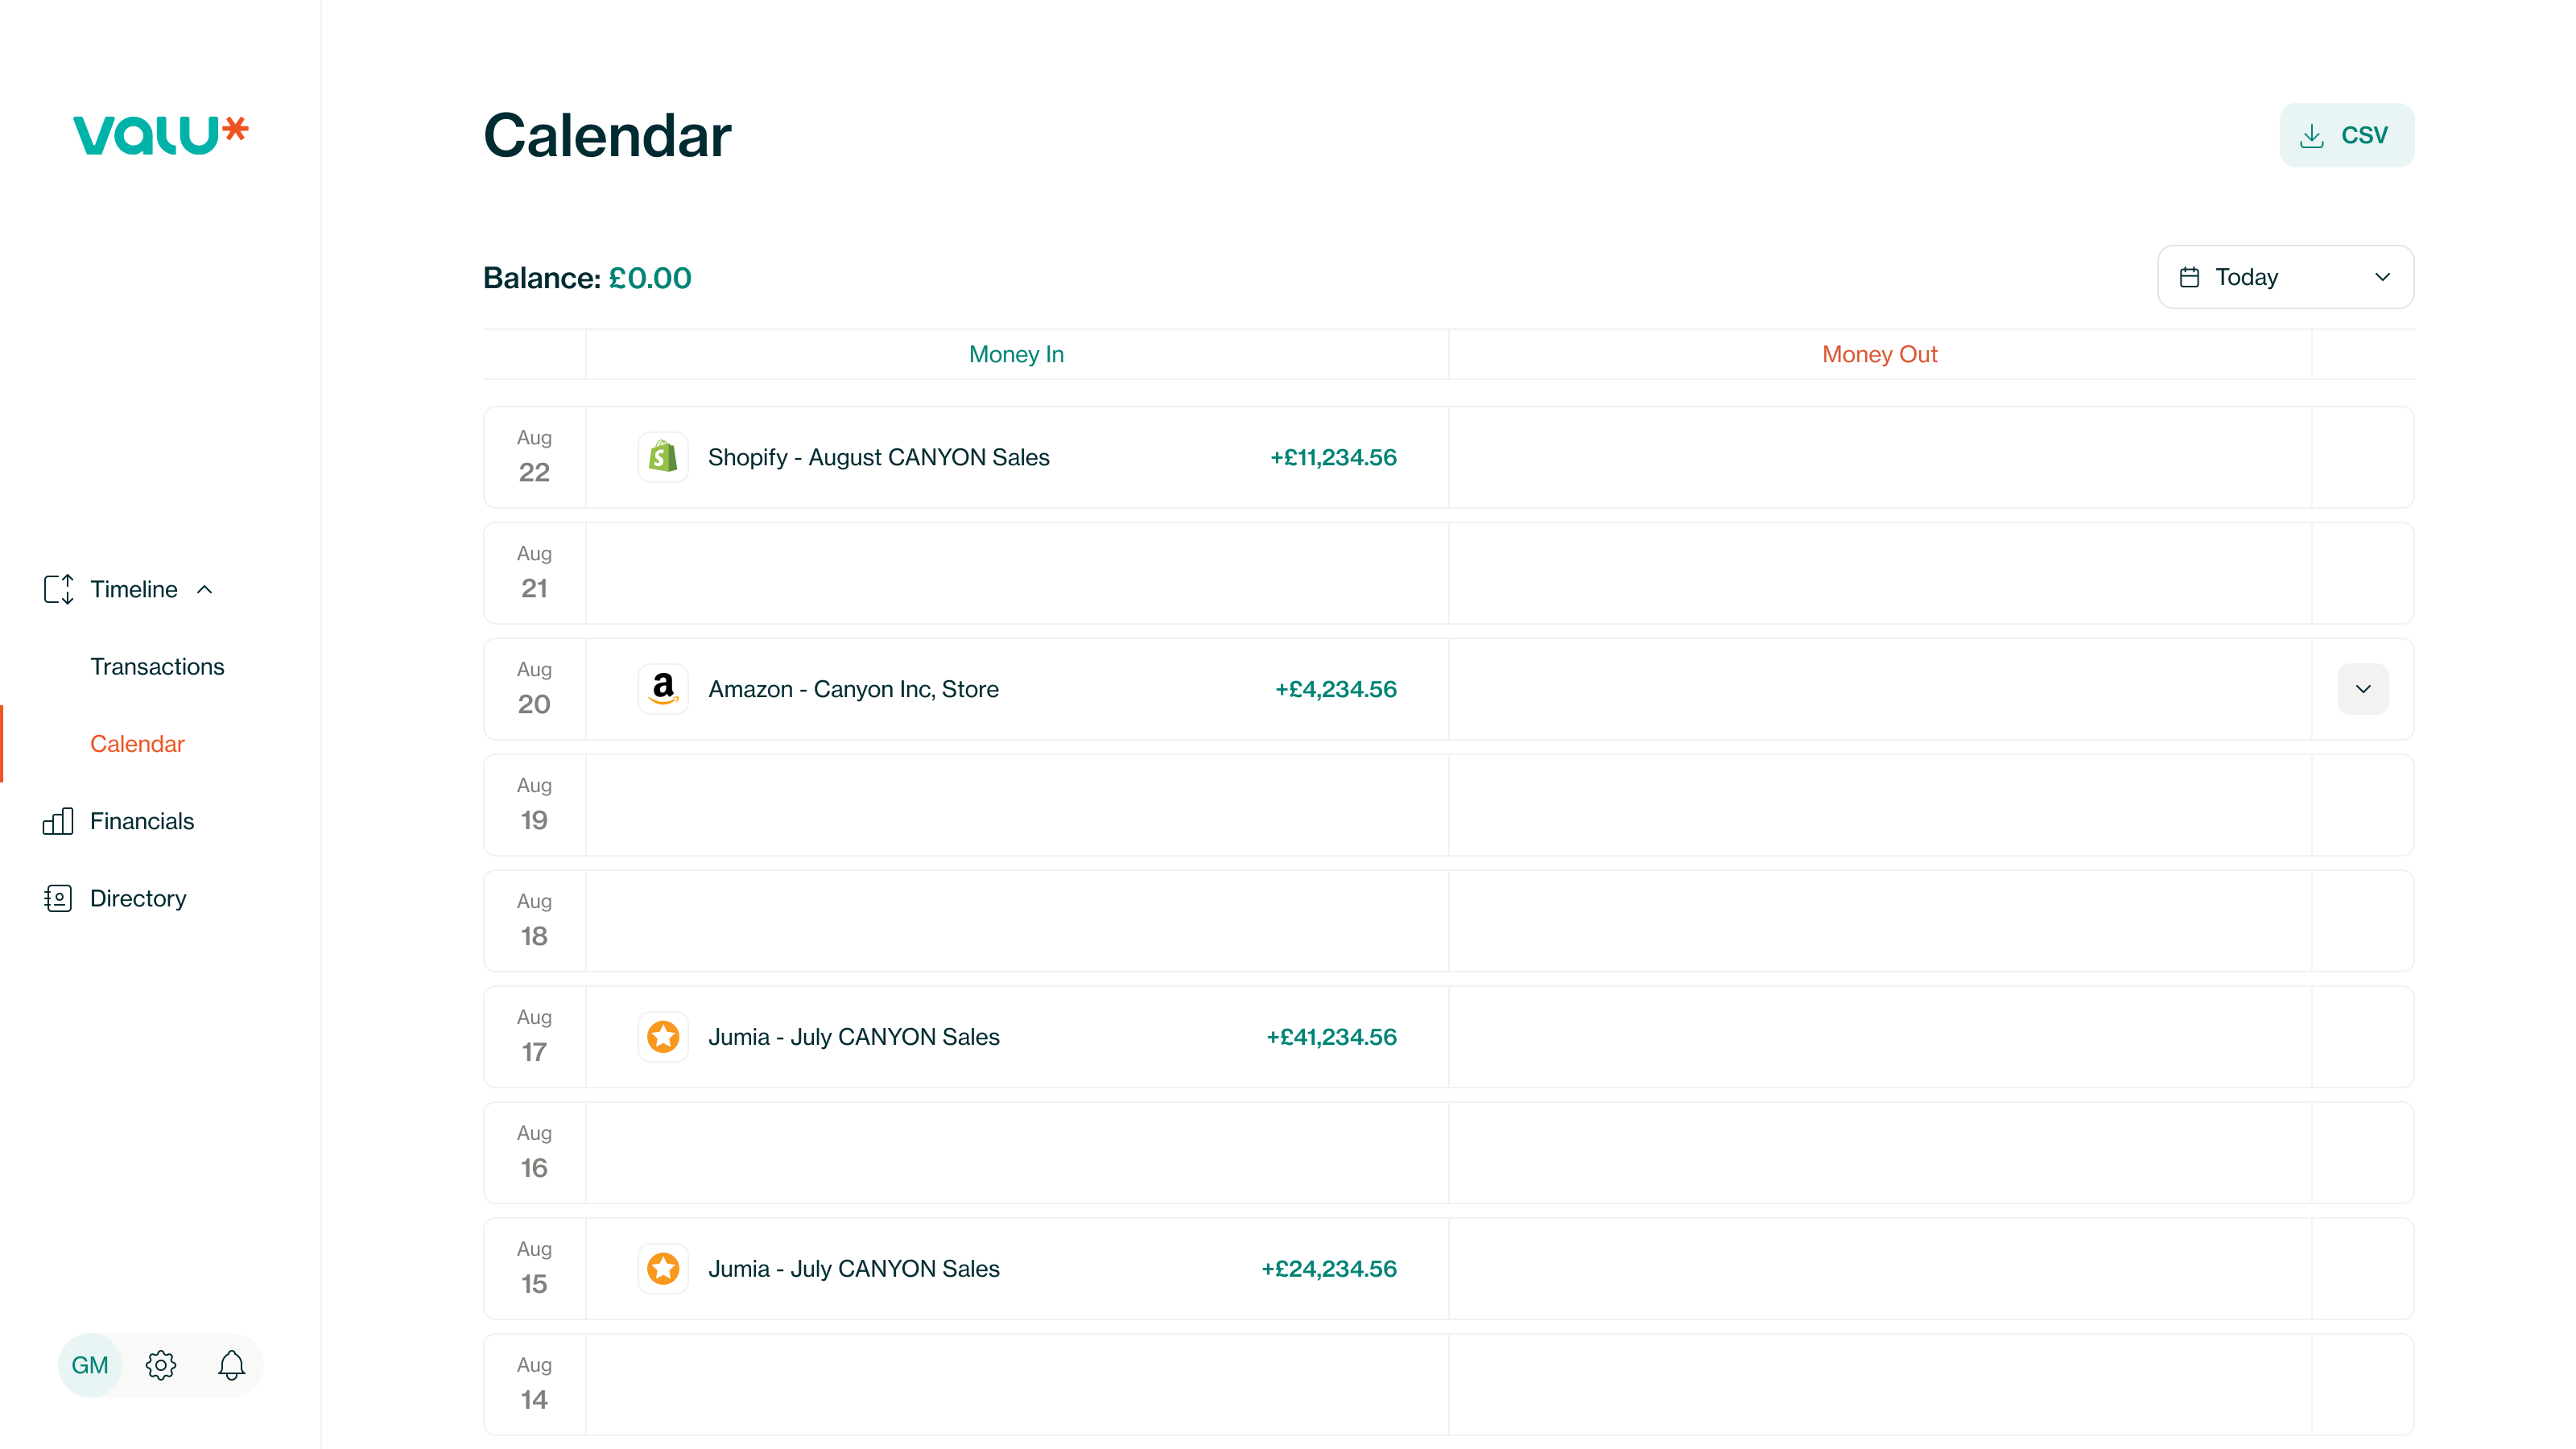 valu*
Calendar
CSV
Balance: £0.00
Today
Money In
Money Out
Aug
22
Shopify - August CANYON Sales
+£11,234.56
Aug
21
Timeline
Transactions
Calendar
Financials
Directory
Aug
20
Amazon - Canyon Inc, Store
+£4,234.56
Aug
19
Aug
18
Aug
17
Jumia - July CANYON Sales
+£41,234.56
Aug
16
Aug
15
Jumia - July CANYON Sales
+£24,234.56
Aug
14
GM